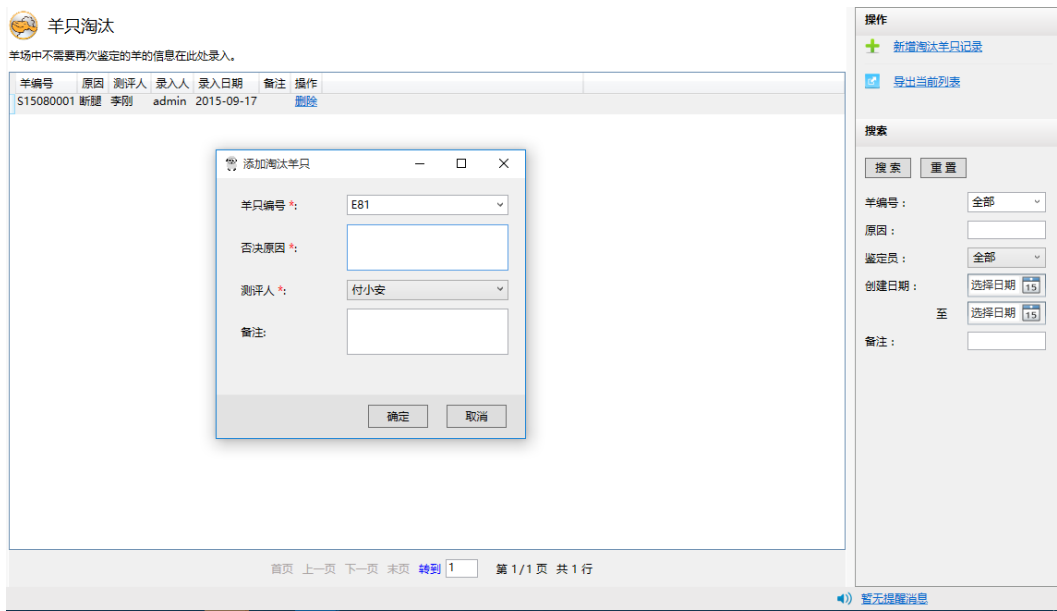 羊只淘汰
羊场中不需要再次鉴定的羊的信息在此处录入。
羊编号 原因 测评人 录入人 录入日期 备注 操作
S15080001 断腿 李刚 admin 2015-09-17 删除
添加淘汰羊只
羊只编号 *: E81
否决原因 *:
测评人 *: 付小安
备注:
确定 取消
首页 上一页 下一页 末页 转到 1 第 1/1 页 共 1 行
操作
新增淘汰羊只记录
导出当前列表
搜索
搜 索 重 置
羊编号： 全部
原因：
鉴定员： 全部
创建日期： 选择日期 15
至 选择日期 15
备注：
暂无提醒消息